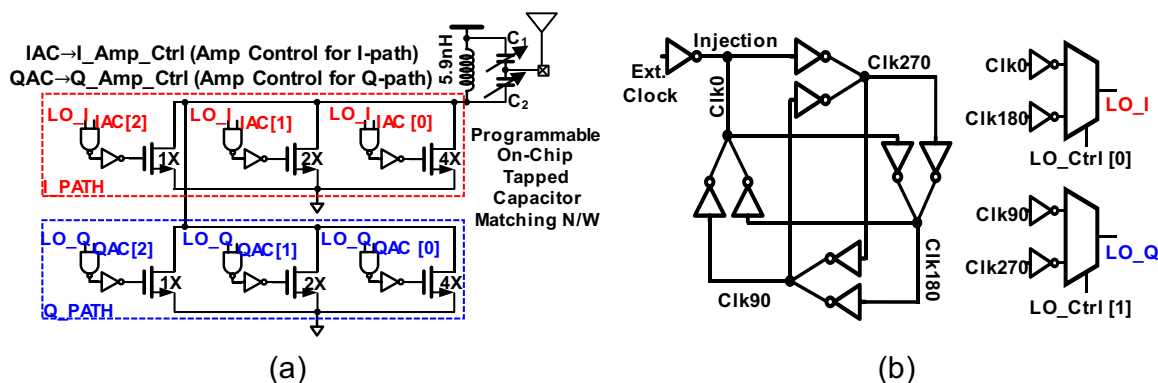 IAC→I_Amp_Ctrl (Amp Control for I-path)
QAC→Q_Amp_Ctrl (Amp Control for Q-path)
5.9nH
C1
C2
LO_I
IAC[2]
1X
LO_I
IAC[1]
2X
LO_I
IAC [0]
4X
I_PATH
Programmable
On-Chip
Tapped
Capacitor
Matching N/W
LO_Q
QAC[2]
1X
LO_Q
QAC[1]
2X
LO_Q
QAC [0]
4X
Q_PATH
(a)
Injection
Ext.
Clock
Clk0
Clk270
Clk90
Clk180
Clk0
Clk180
LO_I
LO_Ctrl [0]
Clk90
Clk270
LO_Q
LO_Ctrl [1]
(b)